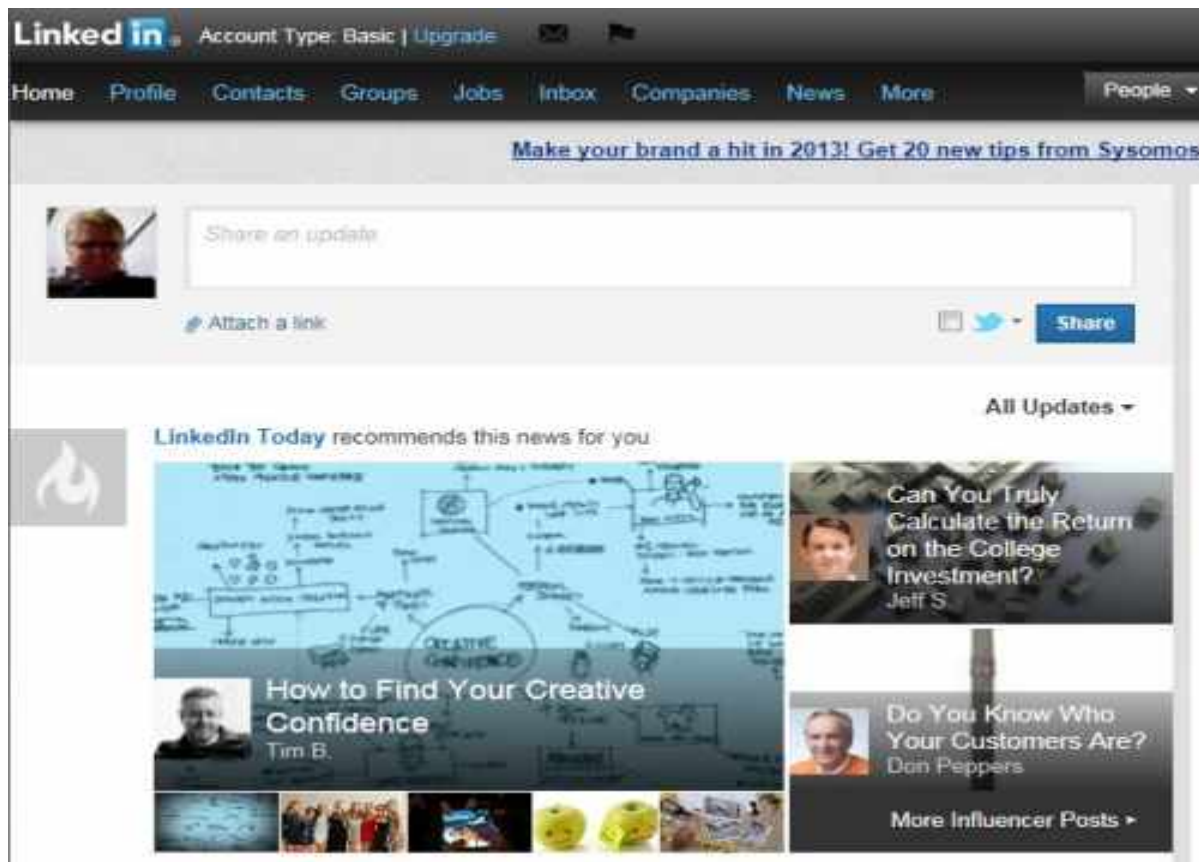 Linked in
Account Type: Basic | Upgrade
Home Profile Contacts Groups Jobs Inbox Companies News More People
Make your brand a hit in 2013! Get 20 new tips from Sysomos
Share an update
Attach a link
Share
All Updates
LinkedIn Today recommends this news for you
CREATIVE
CONFIDENCE
How to Find Your Creative
Confidence
Tim B.
Can You Truly
Calculate the Return
on the College
Investment?
Jeff S.
Do You Know Who
Your Customers Are?
Don Peppers
More Influencer Posts